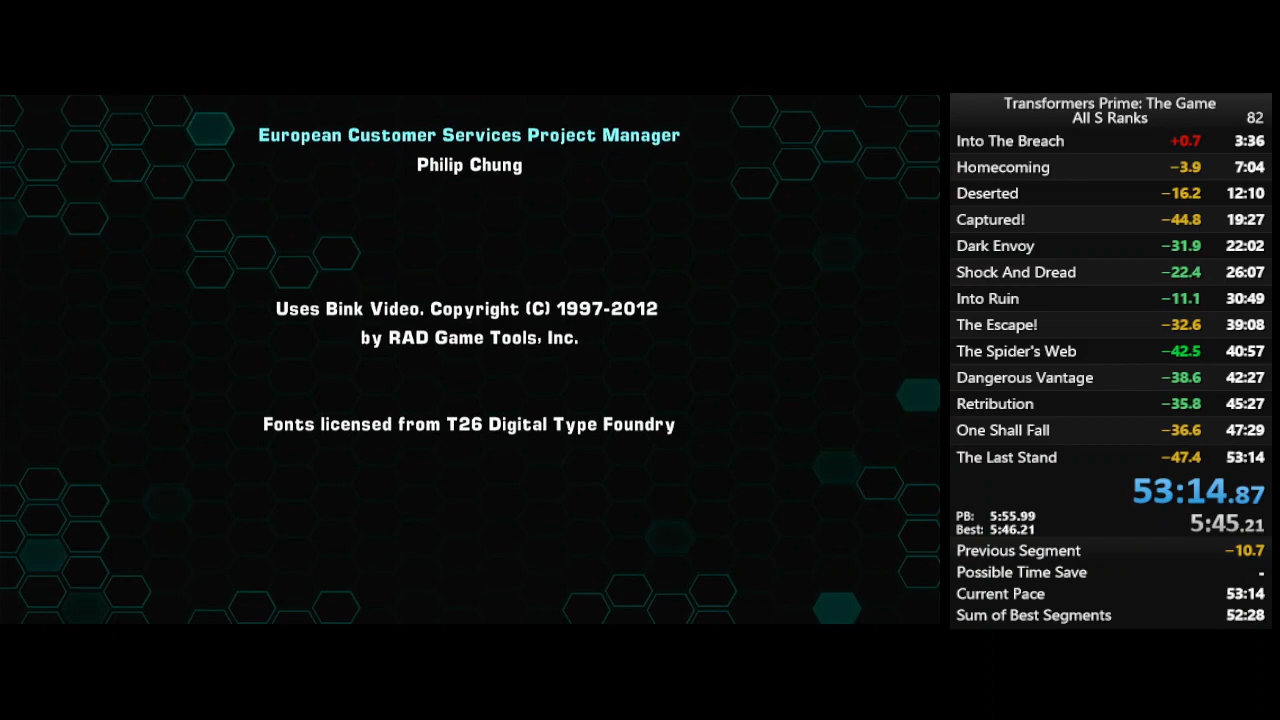 European Customer Services Project Manager
Philip Chung
Uses Bink Video. Copyright (C) 1997-2012
by RAD Game Tools, Inc.
Fonts licensed from T26 Digital Type Foundry
Transformers Prime: The Game
All S Ranks 82
Into The Breach +0.7 3:36
Homecoming −3.9 7:04
Deserted −16.2 12:10
Captured! −44.8 19:27
Dark Envoy −31.9 22:02
Shock And Dread −22.4 26:07
Into Ruin −11.1 30:49
The Escape! −32.6 39:08
The Spider's Web −42.5 40:57
Dangerous Vantage −38.6 42:27
Retribution −35.8 45:27
One Shall Fall −36.6 47:29
The Last Stand −47.4 53:14
53:14.87
PB: 5:55.99
Best: 5:46.21
5:45.21
Previous Segment −10.7
Possible Time Save -
Current Pace 53:14
Sum of Best Segments 52:28